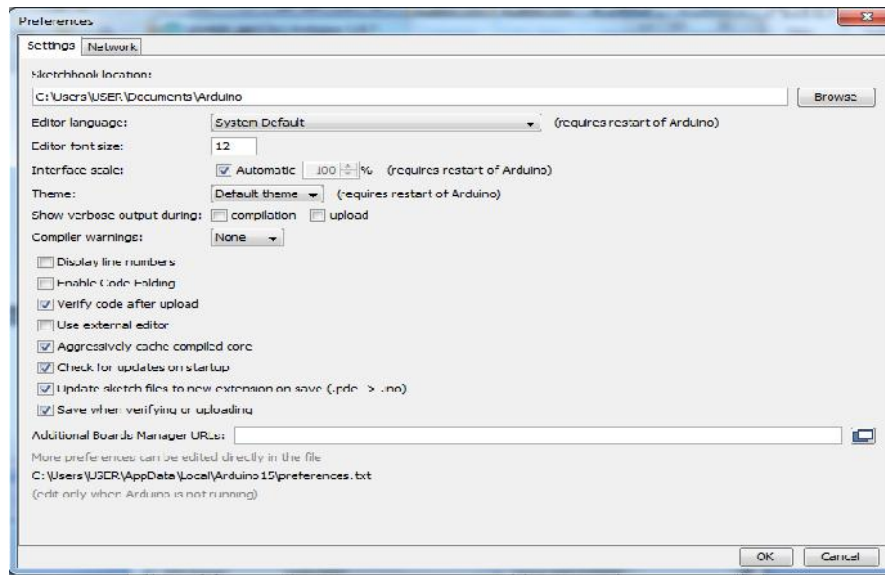 Preferences
Settings Network
Sketchbook location:
C:\Users\USER\Documents\Arduino Browse
Editor language: System Default (requires restart of Arduino)
Editor font size: 12
Interface scale: Automatic 100 % (requires restart of Arduino)
Theme: Default theme (requires restart of Arduino)
Show verbose output during: compilation upload
Compiler warnings: None
Display line numbers
Enable Code Folding
Verify code after upload
Use external editor
Aggressively cache compiled core
Check for updates on startup
Update sketch files to new extension on save (.pde -> .ino)
Save when verifying or uploading
Additional Boards Manager URLs:
More preferences can be edited directly in the file
C:\Users\USER\AppData\Local\Arduino15\preferences.txt
(edit only when Arduino is not running)
OK Cancel